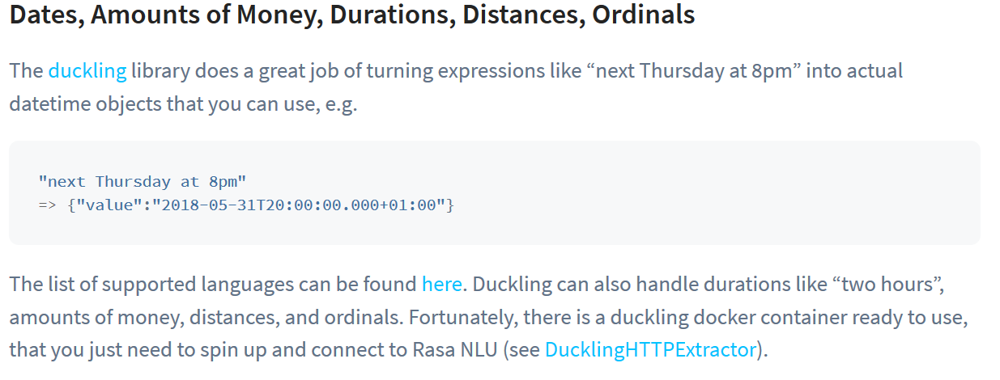 Dates, Amounts of Money, Durations, Distances, Ordinals
The duckling library does a great job of turning expressions like “next Thursday at 8pm” into actual
datetime objects that you can use, e.g.
"next Thursday at 8pm"
=> {"value":"2018-05-31T20:00:00.000+01:00"}
The list of supported languages can be found here. Duckling can also handle durations like “two hours”,
amounts of money, distances, and ordinals. Fortunately, there is a duckling docker container ready to use,
that you just need to spin up and connect to Rasa NLU (see DucklingHTTPExtractor).